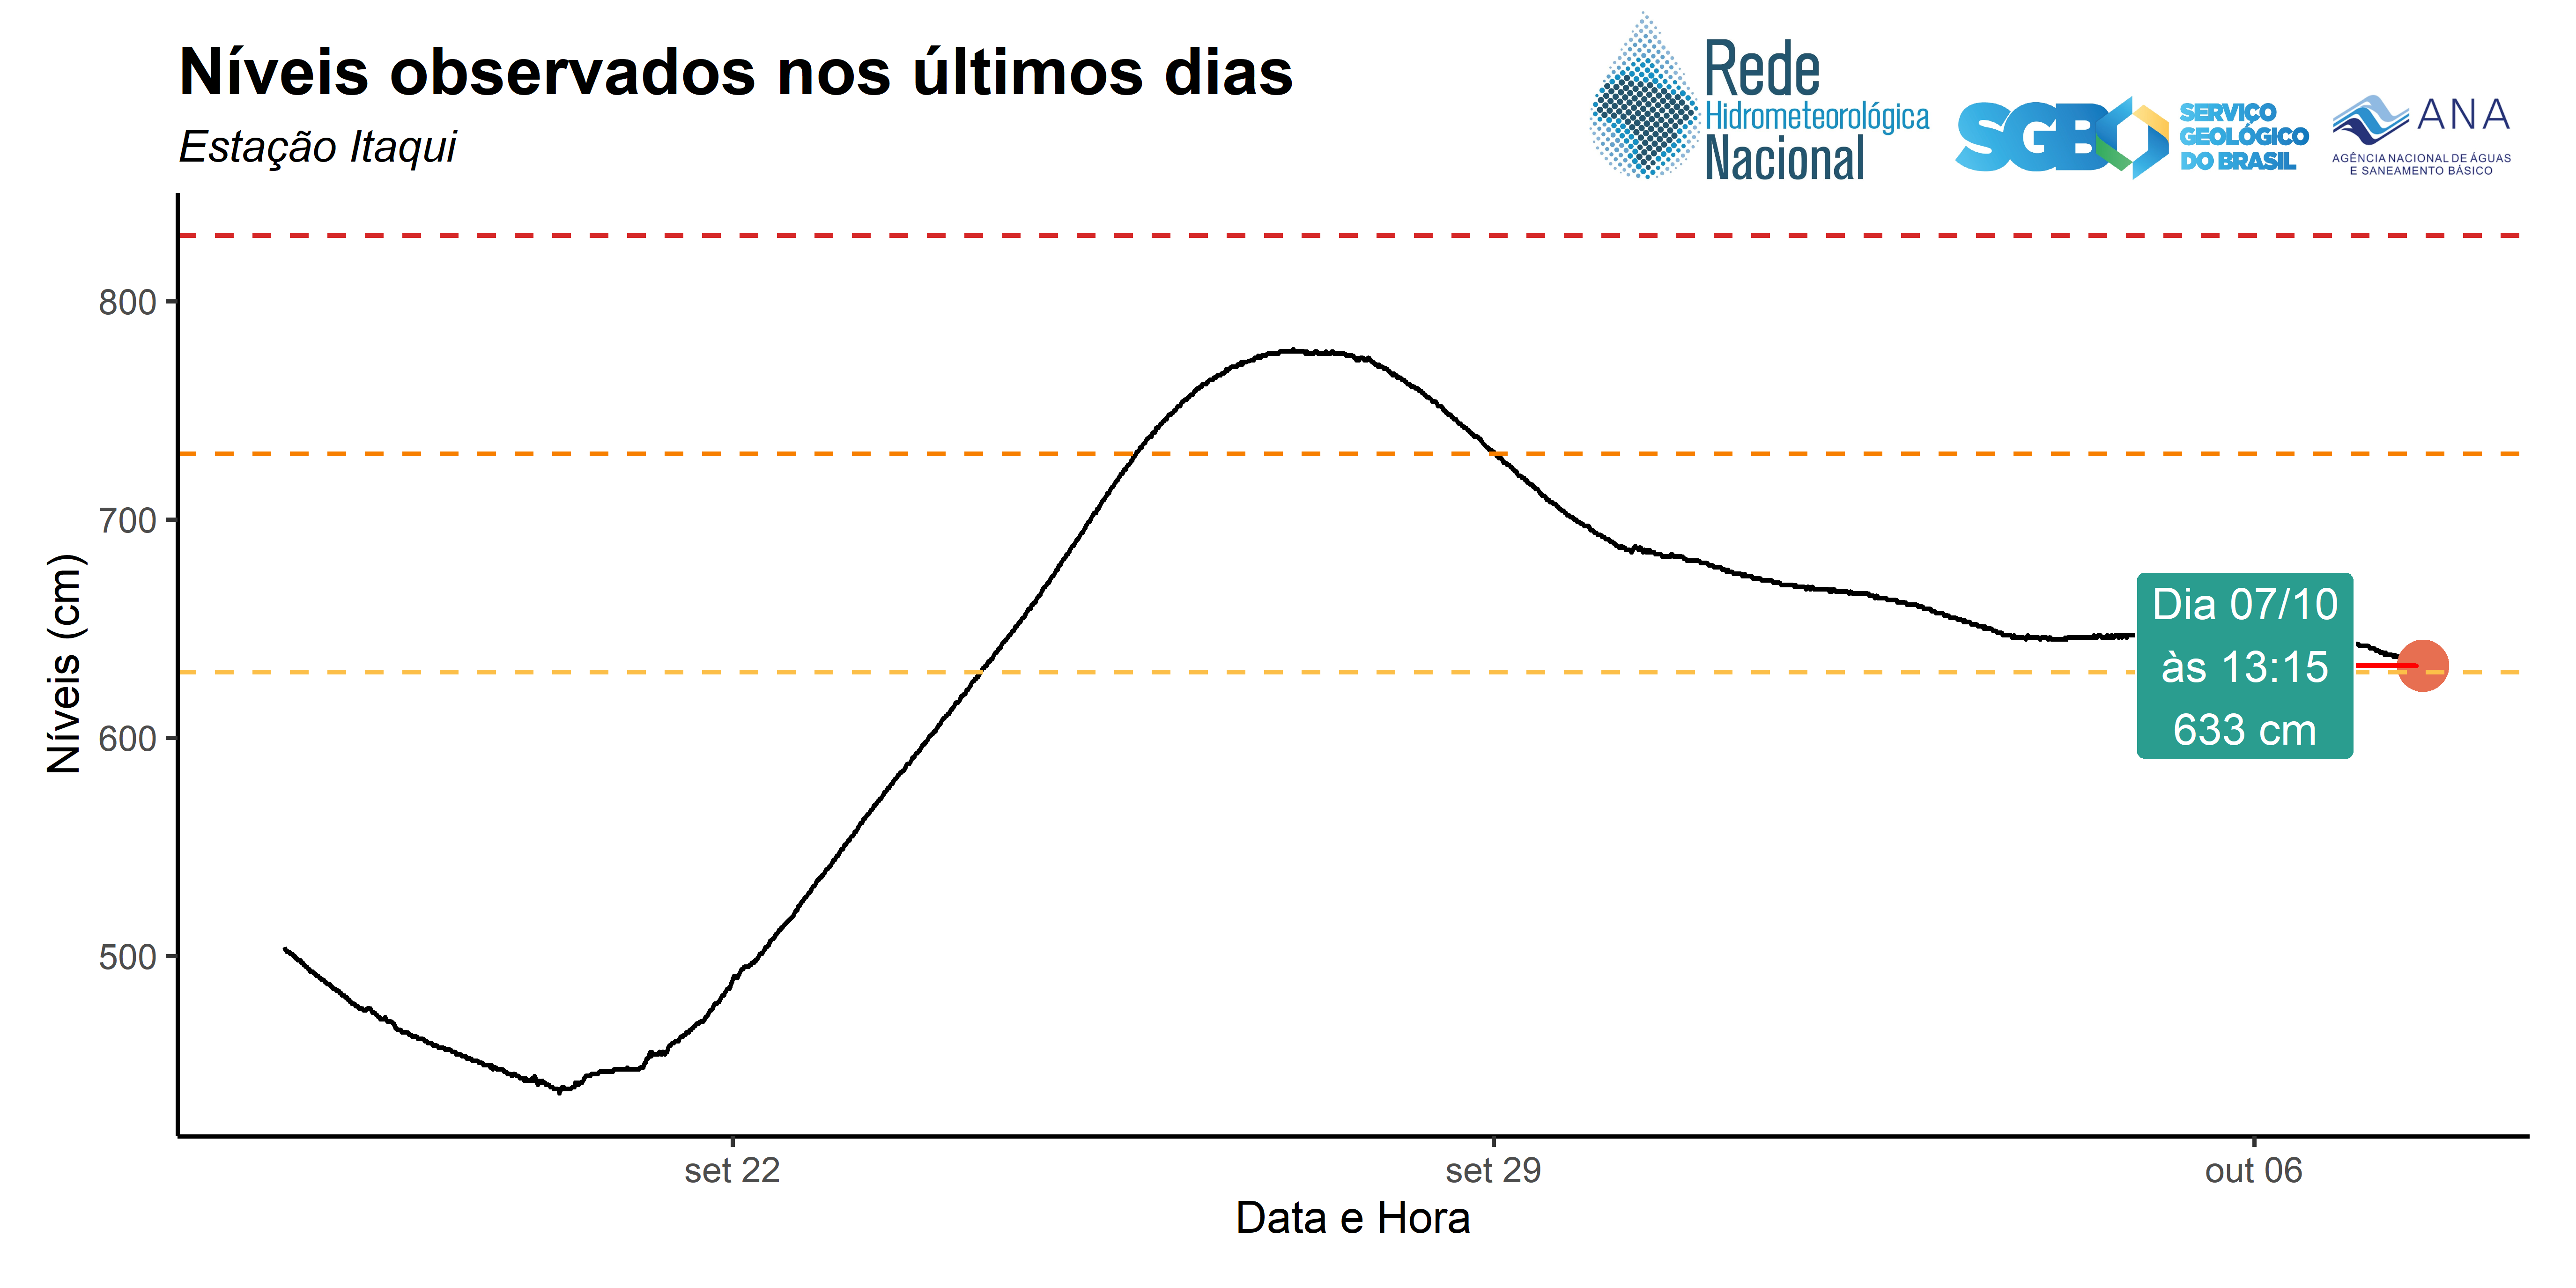 Níveis observados nos últimos dias
Estação Itaqui
Rede
Hidrometeorológica
Nacional
SGB
SERVIÇO
GEOLÓGICO
DO BRASIL
ANA
AGÊNCIA NACIONAL DE ÁGUAS
E SANEAMENTO BÁSICO
Níveis (cm)
800
700
600
500
Dia 07/10
às 13:15
633 cm
set 22
set 29
out 06
Data e Hora